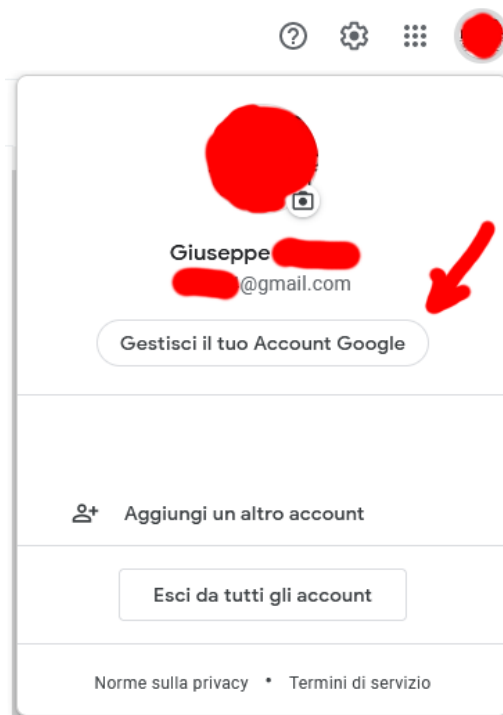 Giuseppe
@gmail.com
Gestisci il tuo Account Google
Aggiungi un altro account
Esci da tutti gli account
Norme sulla privacy • Termini di servizio